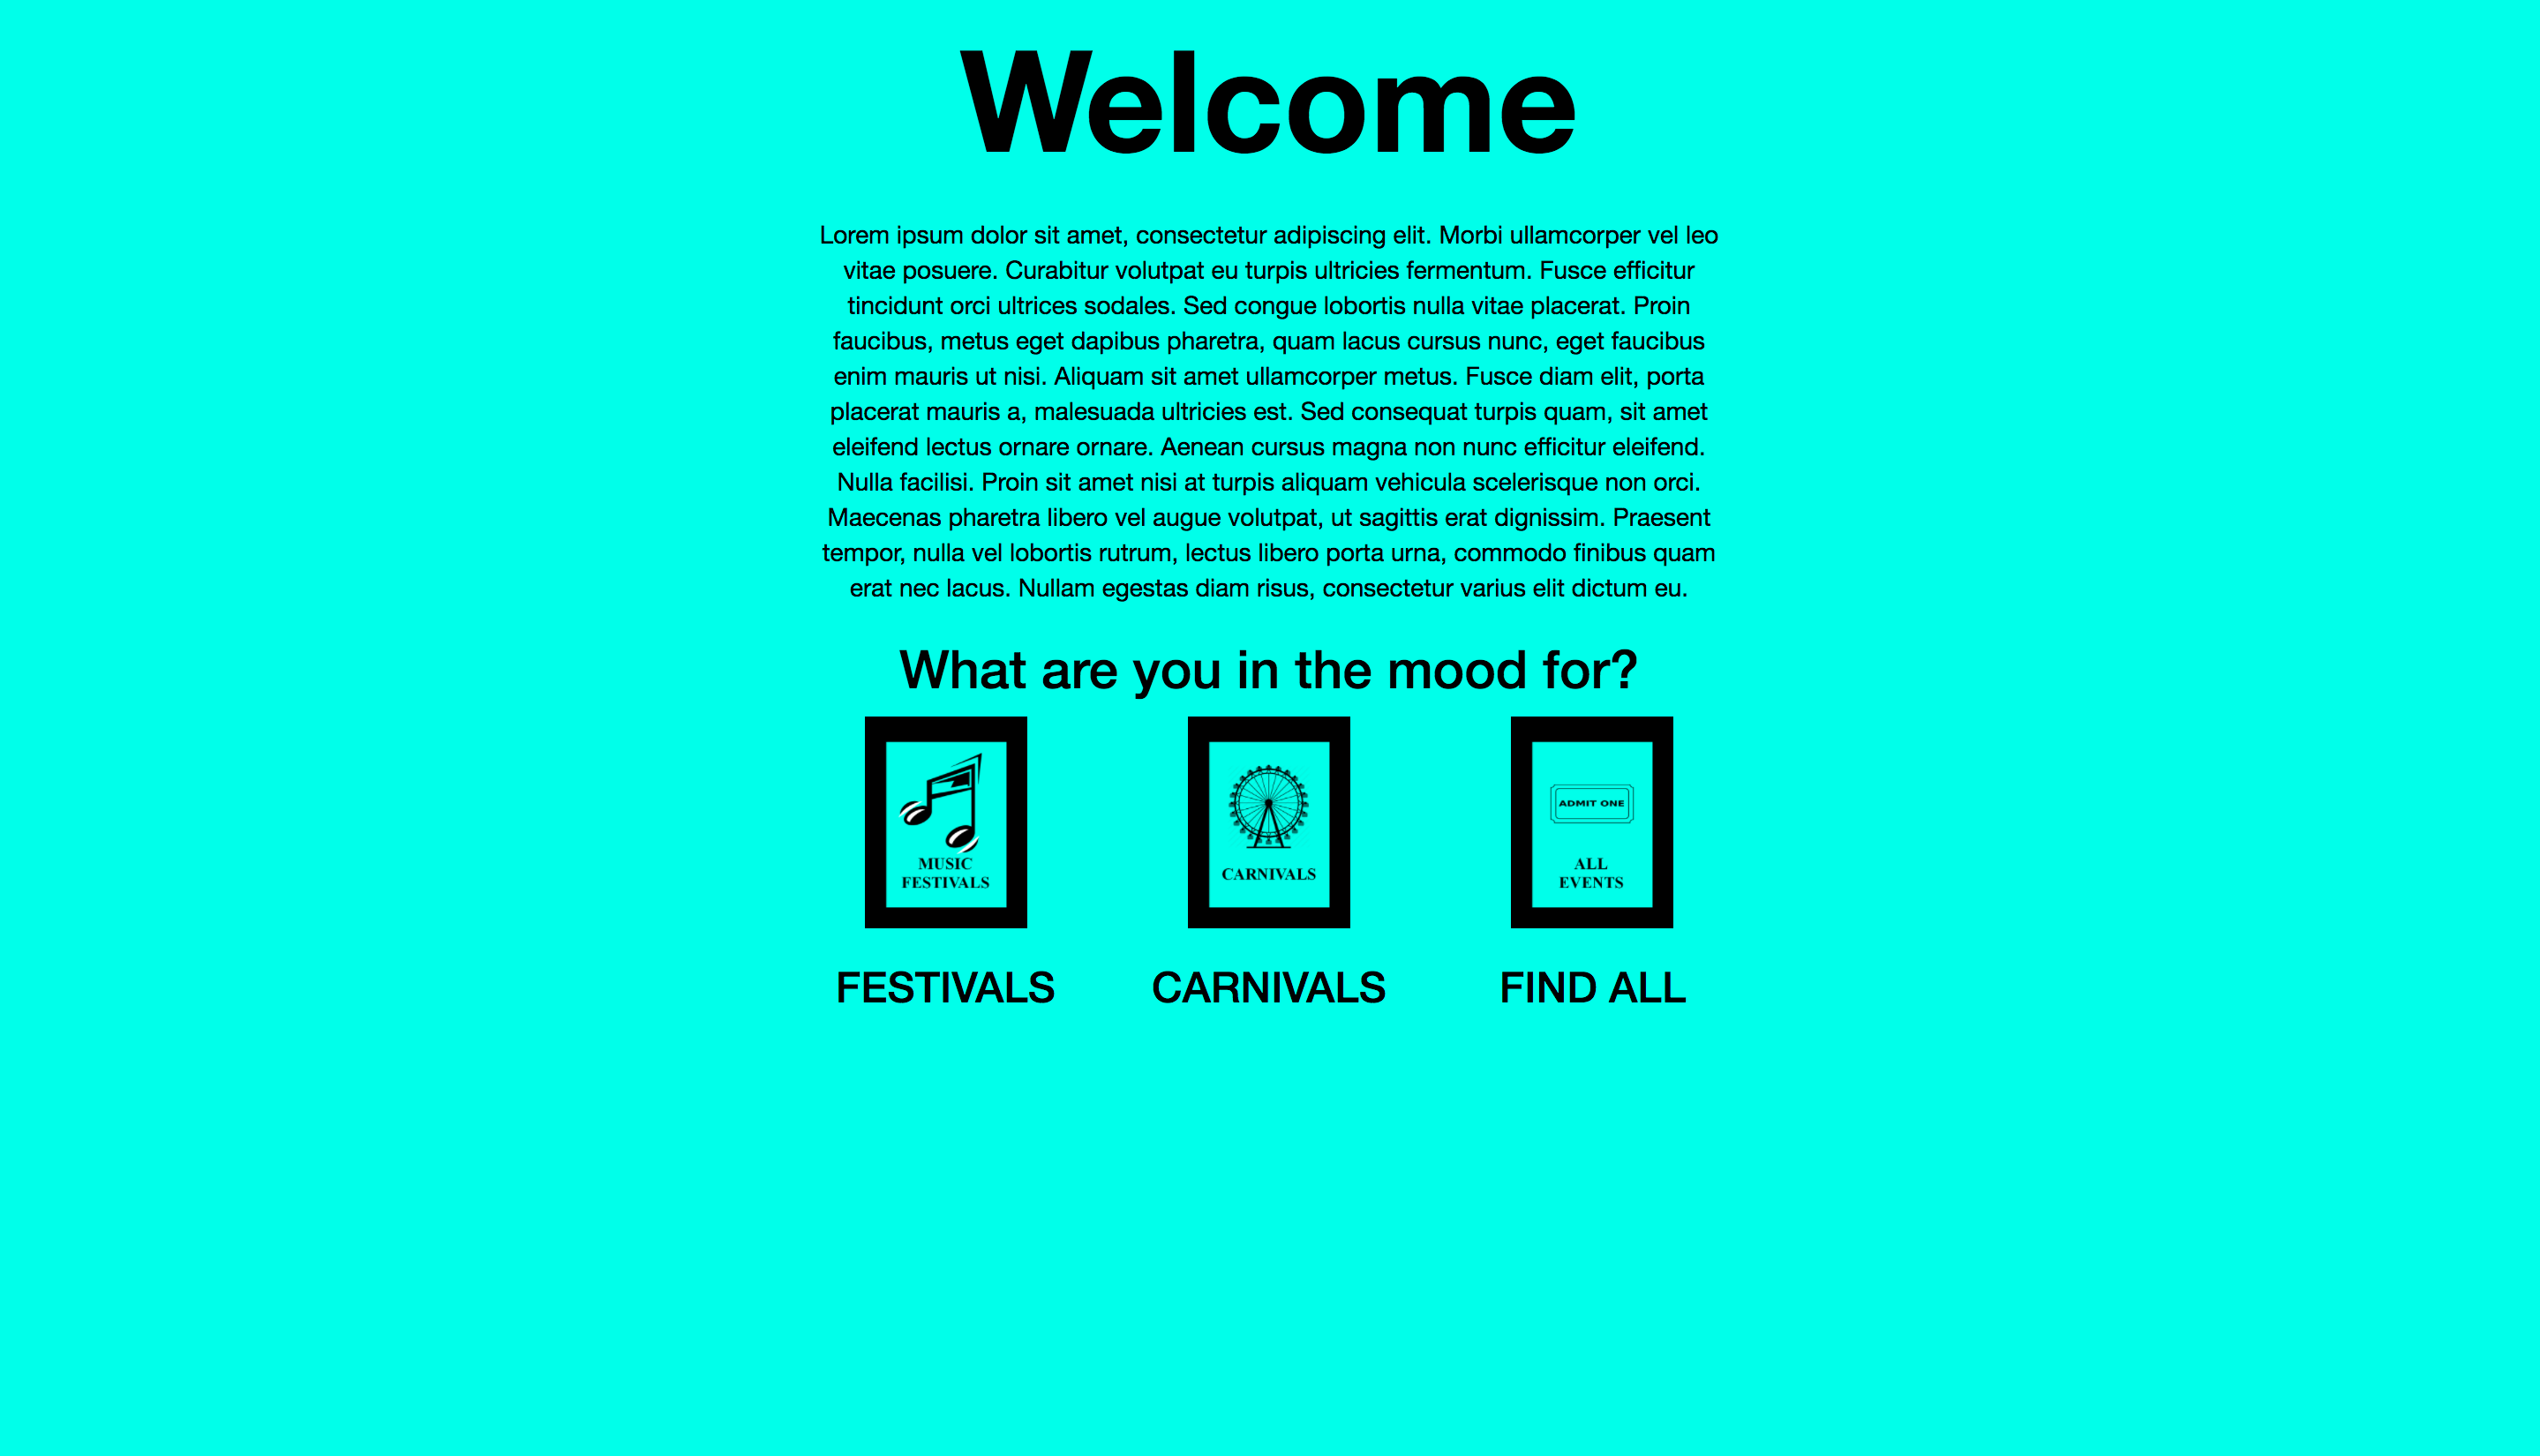 Welcome
Lorem ipsum dolor sit amet, consectetur adipiscing elit. Morbi ullamcorper vel leo
vitae posuere. Curabitur volutpat eu turpis ultricies fermentum. Fusce efficitur
tincidunt orci ultrices sodales. Sed congue lobortis nulla vitae placerat. Proin
faucibus, metus eget dapibus pharetra, quam lacus cursus nunc, eget faucibus
enim mauris ut nisi. Aliquam sit amet ullamcorper metus. Fusce diam elit, porta
placerat mauris a, malesuada ultricies est. Sed consequat turpis quam, sit amet
eleifend lectus ornare ornare. Aenean cursus magna non nunc efficitur eleifend.
Nulla facilisi. Proin sit amet nisi at turpis aliquam vehicula scelerisque non orci.
Maecenas pharetra libero vel augue volutpat, ut sagittis erat dignissim. Praesent
tempor, nulla vel lobortis rutrum, lectus libero porta urna, commodo finibus quam
erat nec lacus. Nullam egestas diam risus, consectetur varius elit dictum eu.
What are you in the mood for?
MUSIC
FESTIVALS
CARNIVALS
ADMIT ONE
ALL
EVENTS
FESTIVALS
CARNIVALS
FIND ALL